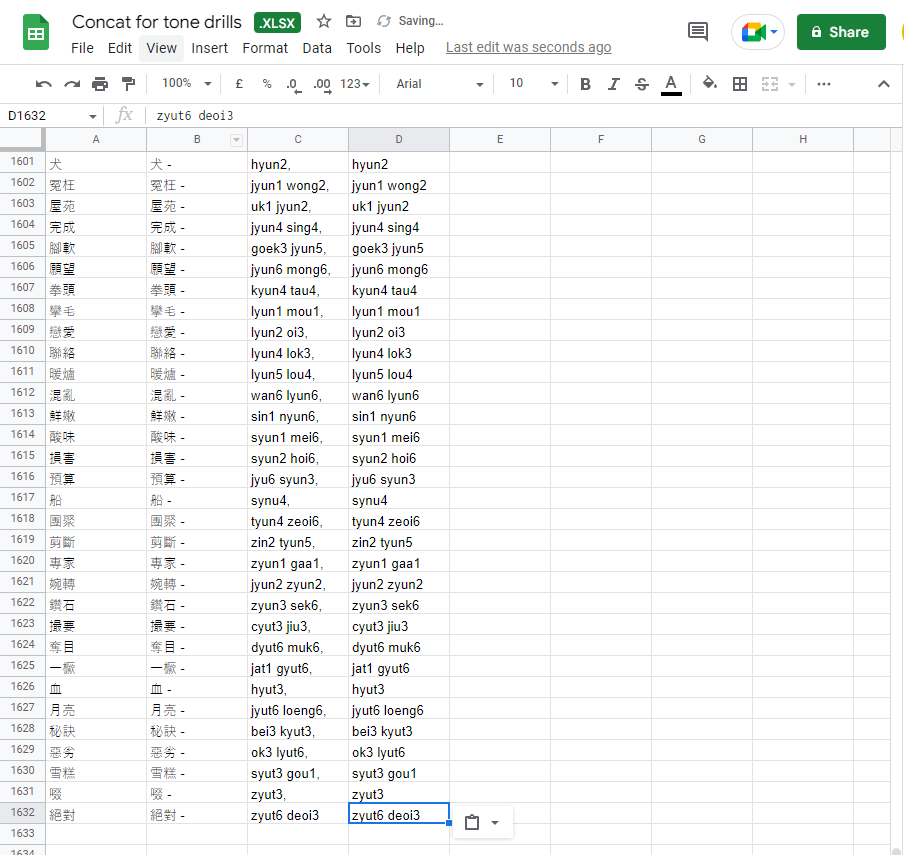 Concat for tone drills .XLSX Saving…
File Edit View Insert Format Data Tools Help Last edit was seconds ago
Share
100% £ % .0 .00 123 Arial 10 B I S A
D1632 fx zyut6 deoi3
A B C D E F G H
1601 犬 犬 - hyun2, hyun2
1602 冤枉 冤枉 - jyun1 wong2, jyun1 wong2
1603 屋苑 屋苑 - uk1 jyun2, uk1 jyun2
1604 完成 完成 - jyun4 sing4, jyun4 sing4
1605 腳軟 腳軟 - goek3 jyun5, goek3 jyun5
1606 願望 願望 - jyun6 mong6, jyun6 mong6
1607 拳頭 拳頭 - kyun4 tau4, kyun4 tau4
1608 攣毛 攣毛 - lyun1 mou1, lyun1 mou1
1609 戀愛 戀愛 - lyun2 oi3, lyun2 oi3
1610 聯絡 聯絡 - lyun4 lok3, lyun4 lok3
1611 暖爐 暖爐 - lyun5 lou4, lyun5 lou4
1612 混亂 混亂 - wan6 lyun6, wan6 lyun6
1613 鮮嫩 鮮嫩 - sin1 nyun6, sin1 nyun6
1614 酸味 酸味 - syun1 mei6, syun1 mei6
1615 損害 損害 - syun2 hoi6, syun2 hoi6
1616 預算 預算 - jyu6 syun3, jyu6 syun3
1617 船 船 - synu4, synu4
1618 團聚 團聚 - tyun4 zeoi6, tyun4 zeoi6
1619 剪斷 剪斷 - zin2 tyun5, zin2 tyun5
1620 專家 專家 - zyun1 gaa1, zyun1 gaa1
1621 婉轉 婉轉 - jyun2 zyun2, jyun2 zyun2
1622 鑽石 鑽石 - zyun3 sek6, zyun3 sek6
1623 撮要 撮要 - cyut3 jiu3, cyut3 jiu3
1624 奪目 奪目 - dyut6 muk6, dyut6 muk6
1625 一橛 一橛 - jat1 gyut6, jat1 gyut6
1626 血 血 - hyut3, hyut3
1627 月亮 月亮 - jyut6 loeng6, jyut6 loeng6
1628 秘訣 秘訣 - bei3 kyut3, bei3 kyut3
1629 惡劣 惡劣 - ok3 lyut6, ok3 lyut6
1630 雪糕 雪糕 - syut3 gou1, syut3 gou1
1631 啜 啜 - zyut3, zyut3
1632 絕對 絕對 - zyut6 deoi3 zyut6 deoi3
1633
1634